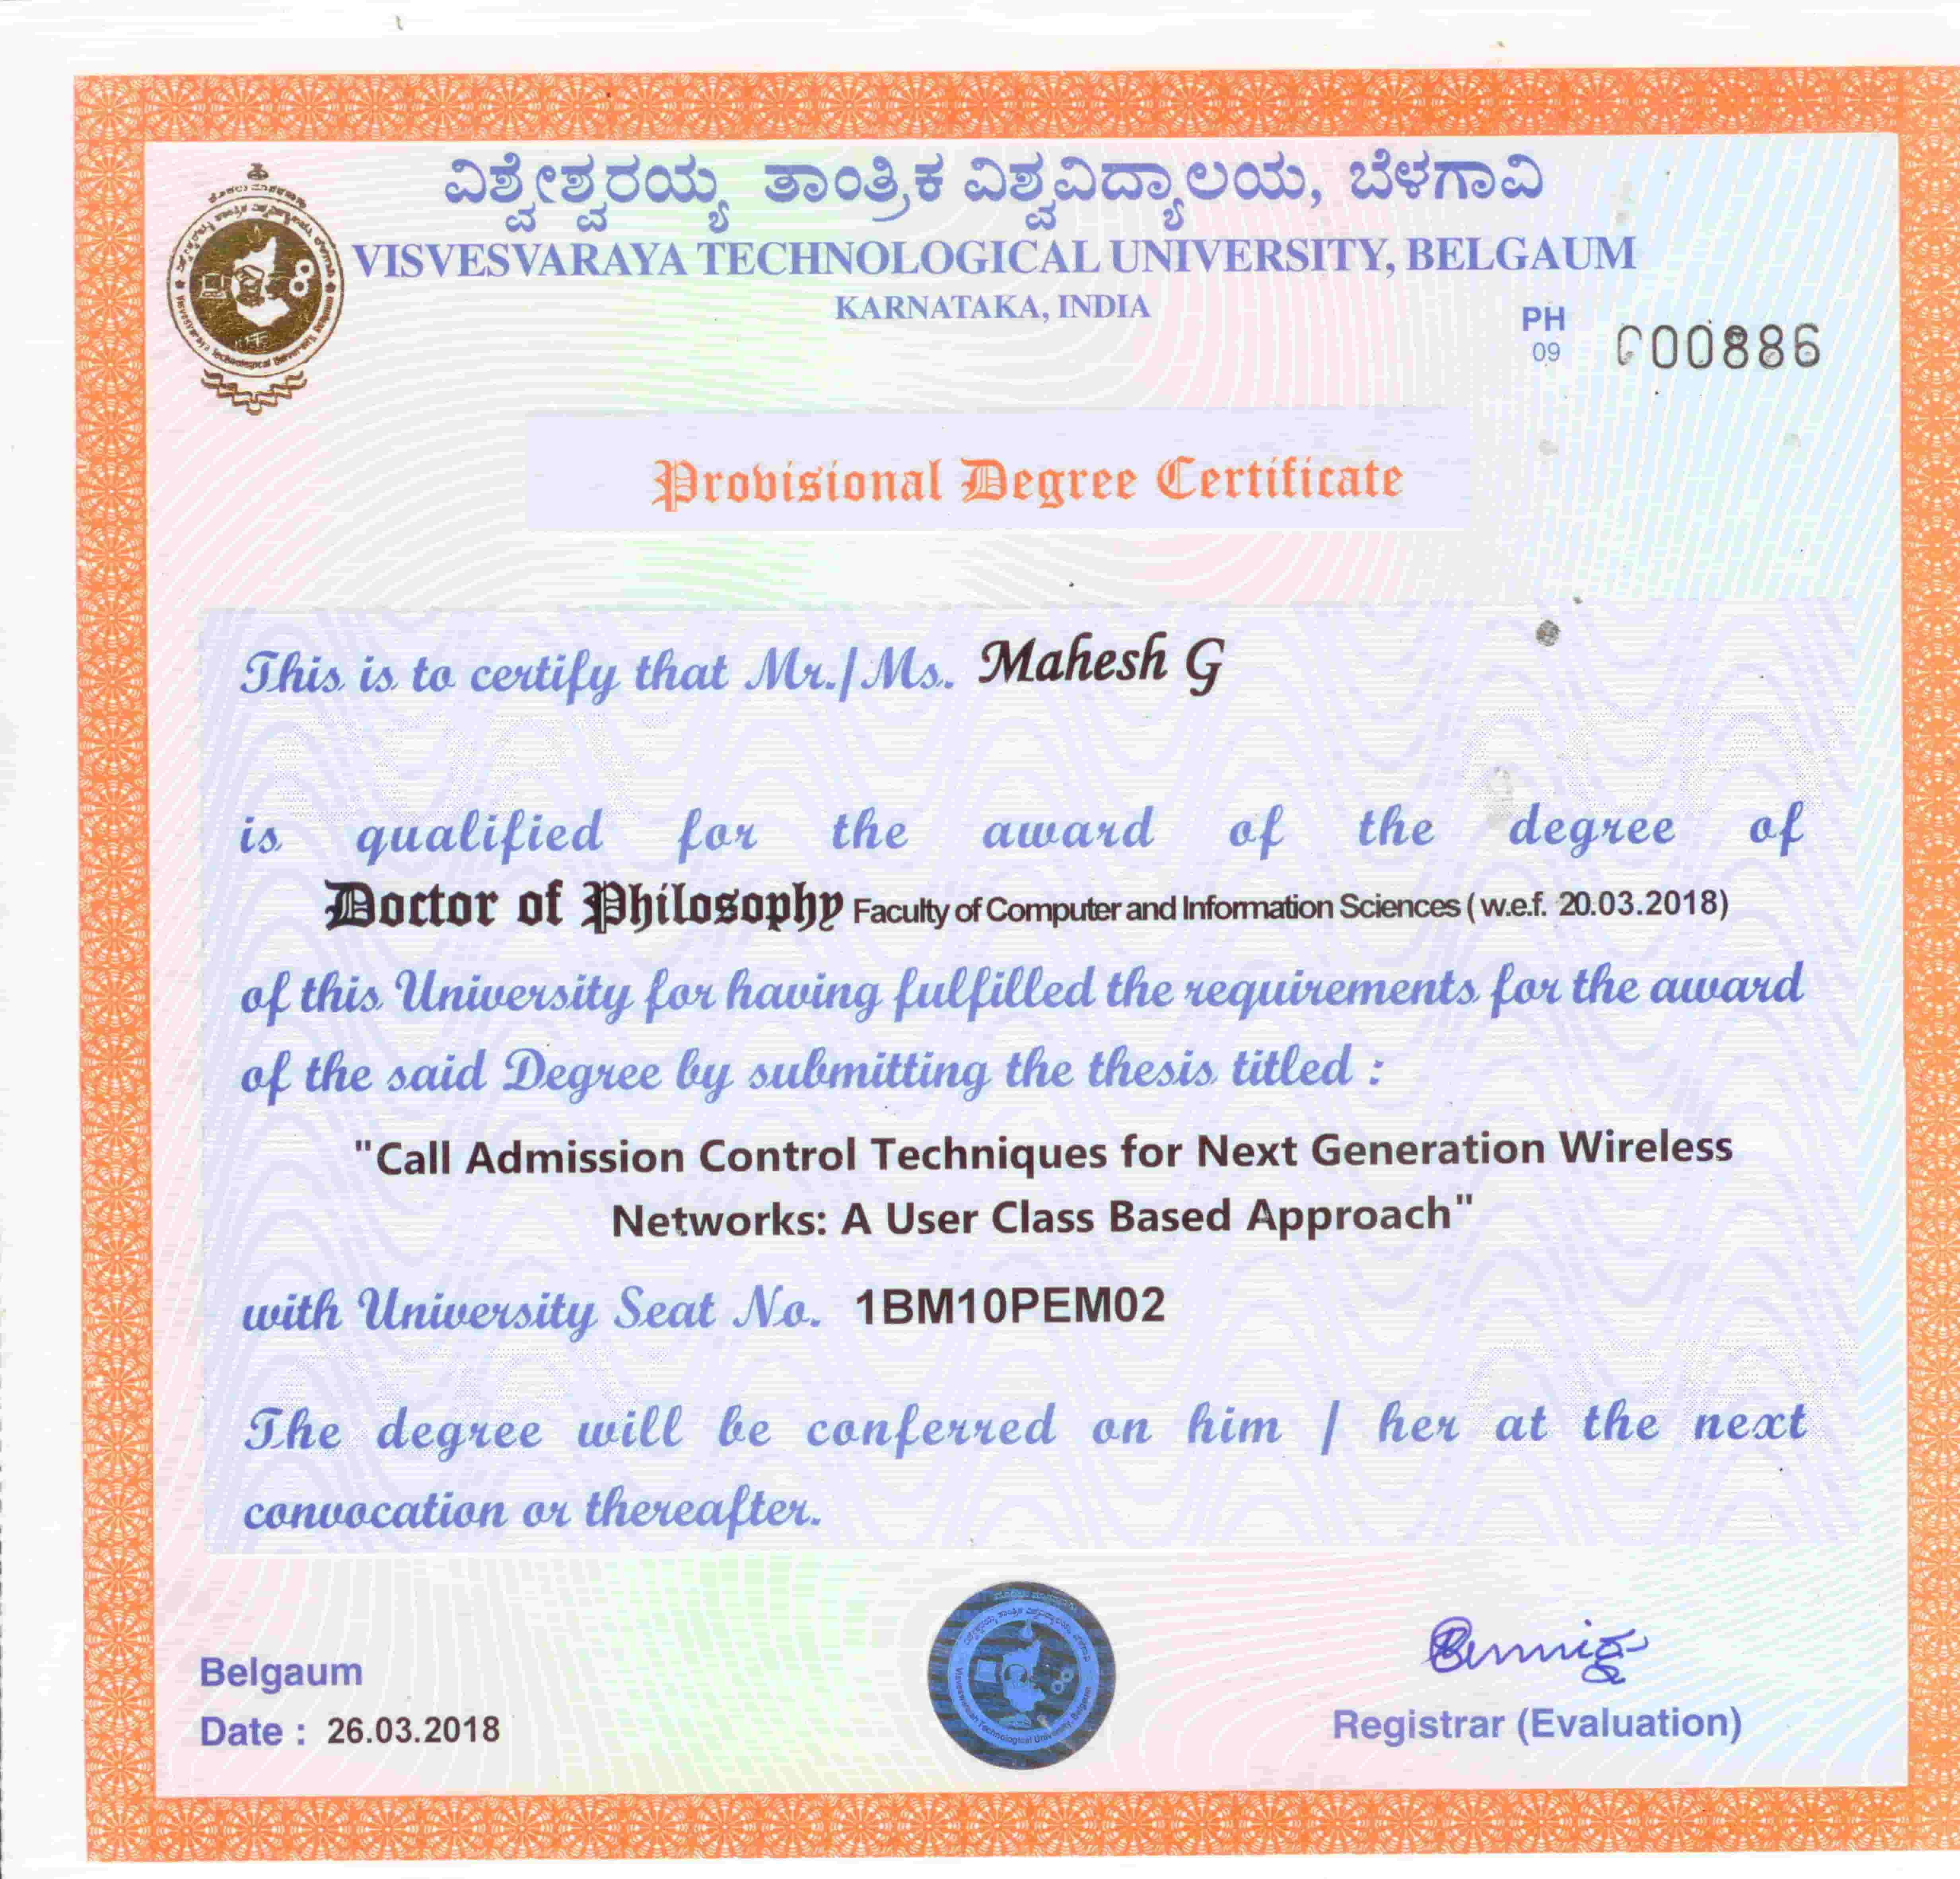 ವಿಶ್ವೇಶ್ವರಯ್ಯ ತಾಂತ್ರಿಕ ವಿಶ್ವವಿದ್ಯಾಲಯ, ಬೆಳಗಾವಿ
VISVESVARAYA TECHNOLOGICAL UNIVERSITY, BELGAUM
KARNATAKA, INDIA
PH
09 000886
Provisional Degree Certificate
This is to certify that Mr./Ms. Mahesh G
is qualified for the award of the degree of
Doctor of Philosophy Faculty of Computer and Information Sciences ( w.e.f. 20.03.2018)
of this University for having fulfilled the requirements for the award
of the said Degree by submitting the thesis titled :
"Call Admission Control Techniques for Next Generation Wireless
Networks: A User Class Based Approach"
with University Seat No. 1BM10PEM02
The degree will be conferred on him / her at the next
convocation or thereafter.
Belgaum
Date : 26.03.2018
Registrar (Evaluation)